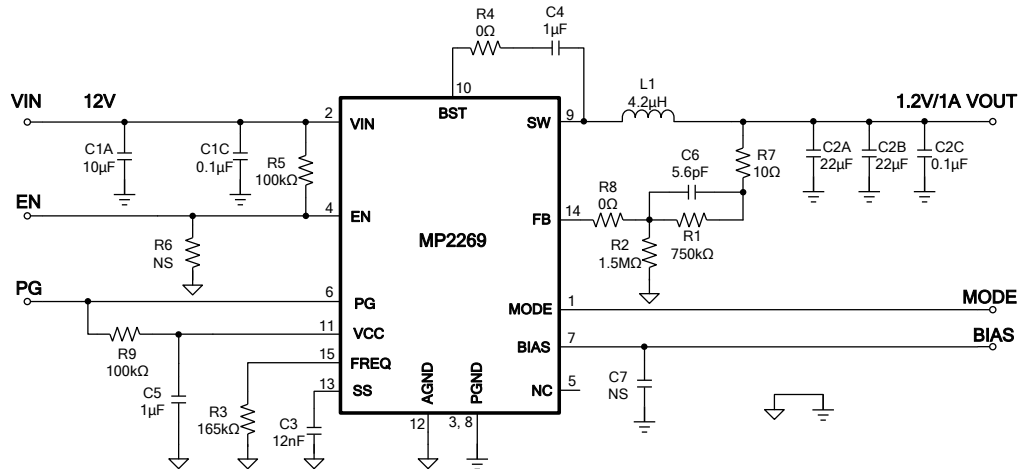 R4
0Ω
C4
1µF
10
BST
VIN
12V
2
VIN
C1A
10µF
C1C
0.1µF
R5
100kΩ
EN
4
EN
R6
NS
PG
6
PG
11
VCC
R9
100kΩ
15
FREQ
13
SS
C5
1µF
R3
165kΩ
C3
12nF
MP2269
AGND
PGND
12
3, 8
SW
9
L1
4.2µH
1.2V/1A VOUT
C2A
22µF
C2B
22µF
C2C
0.1µF
R7
10Ω
C6
5.6pF
R8
0Ω
FB
14
R2
1.5MΩ
R1
750kΩ
MODE
1
MODE
BIAS
7
BIAS
NC
5
C7
NS